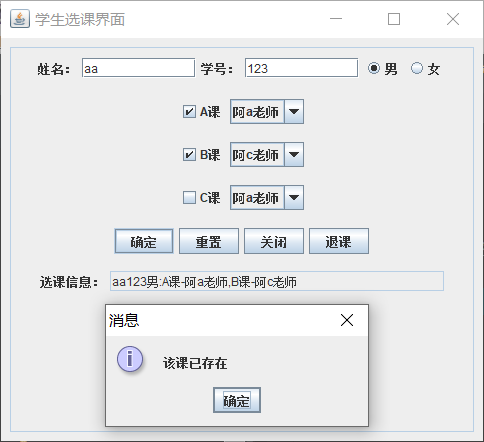 学生选课界面
姓名： aa 学号： 123 男 女
A课 阿a老师
B课 阿c老师
C课 阿a老师
确定 重置 关闭 退课
选课信息： aa123男:A课-阿a老师,B课-阿c老师
消息
该课已存在
确定